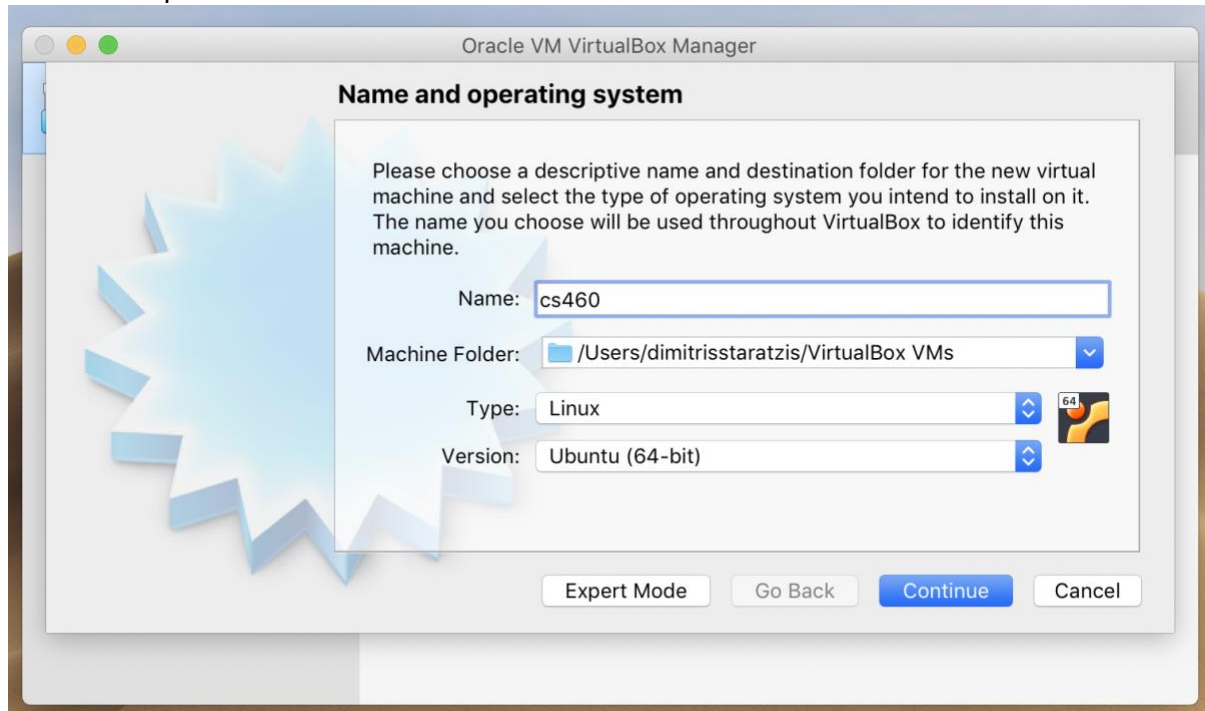 Oracle VM VirtualBox Manager
Name and operating system
Please choose a descriptive name and destination folder for the new virtual
machine and select the type of operating system you intend to install on it.
The name you choose will be used throughout VirtualBox to identify this
machine.
Name: cs460
Machine Folder: /Users/dimitrisstaratzis/VirtualBox VMs
Type: Linux
64
Version: Ubuntu (64-bit)
Expert Mode Go Back Continue Cancel